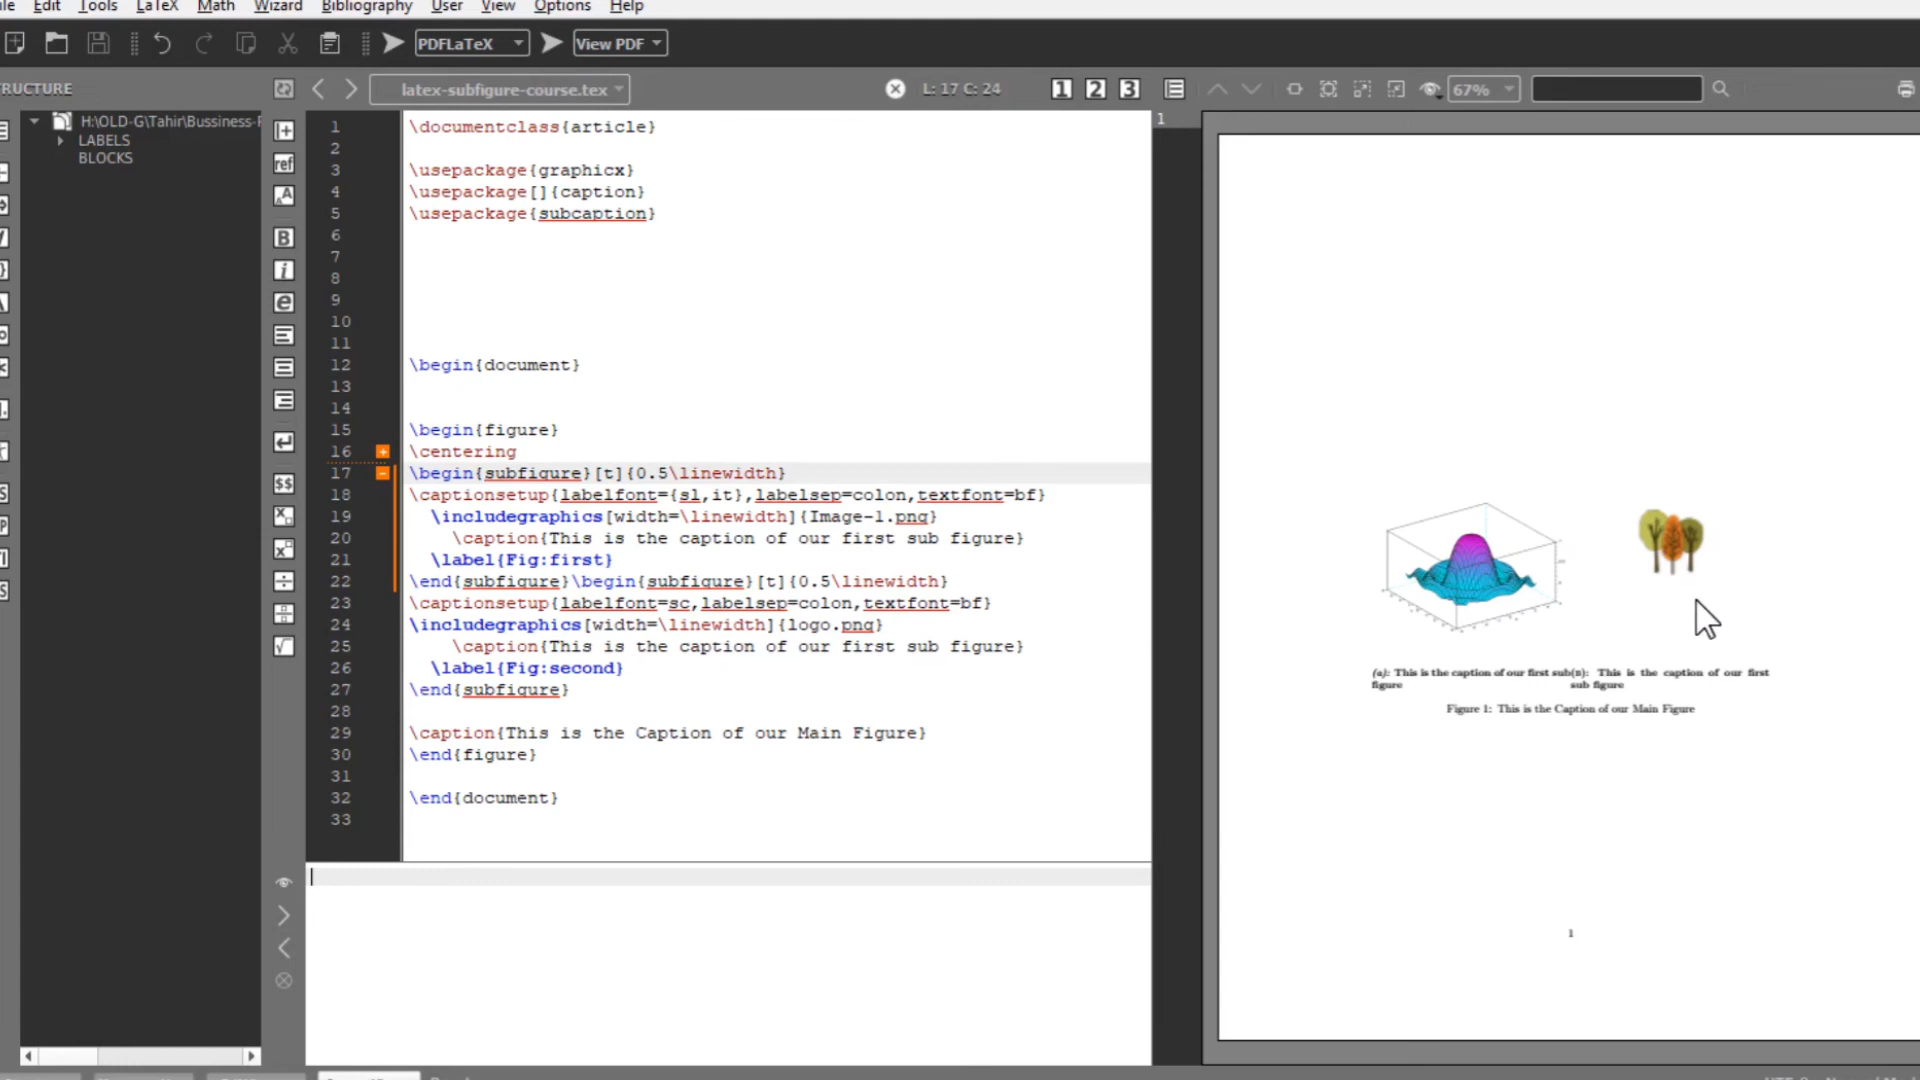 Edit Tools LaTeX Math Wizard Bibliography User View Options Help
PDFLaTeX View PDF
RUCTURE latex-subfigure-course.tex L: 17 C: 24 1 2 3 67%
H:\OLD-G\Tahir\Bussiness-
LABELS
BLOCKS
1 \documentclass{article}
2
3 \usepackage{graphicx}
4 \usepackage[]{caption}
5 \usepackage{subcaption}
6
7
8
9
10
11
12 \begin{document}
13
14
15 \begin{figure}
16 \centering
17 \begin{subfigure}[t]{0.5\linewidth}
18 \captionsetup{labelfont={sl,it},labelsep=colon,textfont=bf}
19 \includegraphics[width=\linewidth]{Image-1.png}
20 \caption{This is the caption of our first sub figure}
21 \label{Fig:first}
22 \end{subfigure}\begin{subfigure}[t]{0.5\linewidth}
23 \captionsetup{labelfont=sc,labelsep=colon,textfont=bf}
24 \includegraphics[width=\linewidth]{logo.png}
25 \caption{This is the caption of our first sub figure}
26 \label{Fig:second}
27 \end{subfigure}
28
29 \caption{This is the Caption of our Main Figure}
30 \end{figure}
31
32 \end{document}
33
ref
$$
1
(a): This is the caption of our first sub
figure
(B): This is the caption of our first
sub figure
Figure 1: This is the Caption of our Main Figure
1